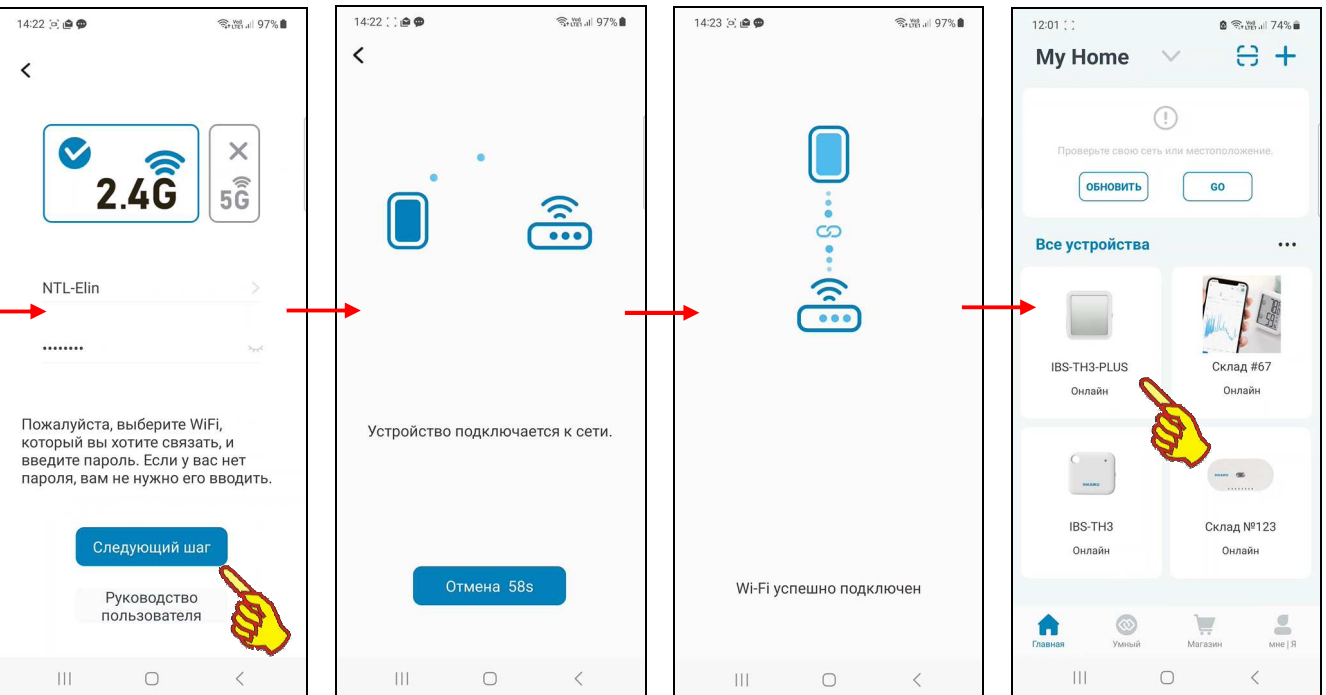 14:22
97%
2.4G
5G
NTL-Elin
••••••••
Пожалуйста, выберите WiFi,
который вы хотите связать, и
введите пароль. Если у вас нет
пароля, вам не нужно его вводить.
Следующий шаг
Руководство
пользователя
14:22
97%
Устройство подключается к сети.
Отмена 58s
14:23
97%
Wi-Fi успешно подключен
12:01
74%
My Home
Проверьте свою сеть или местоположение.
ОБНОВИТЬ
GO
Все устройства
IBS-TH3-PLUS
Онлайн
Склад #67
Онлайн
IBS-TH3
Онлайн
Склад №123
Онлайн
Главная
Умный
Магазин
мне | Я